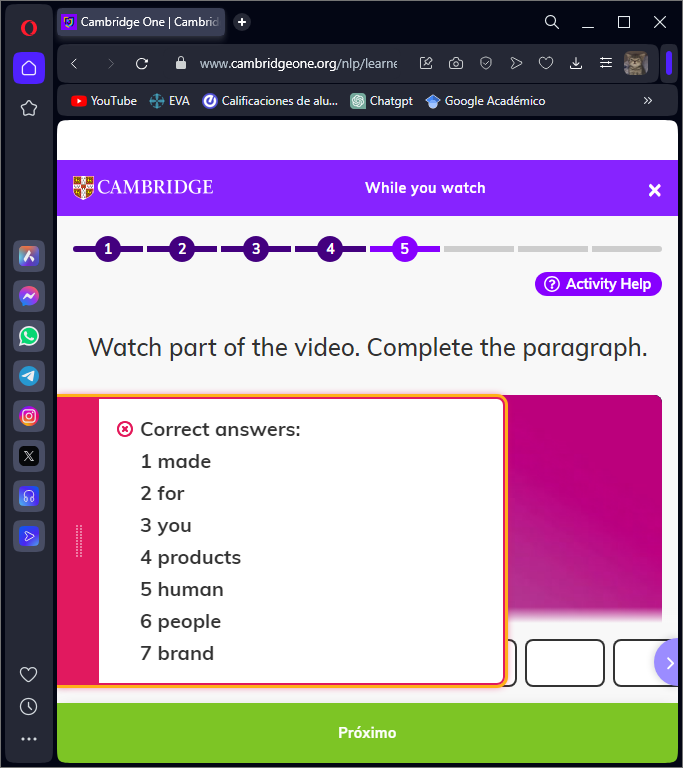 Cambridge One | Cambrid
www.cambridgeone.org/nlp/learne
YouTube EVA Calificaciones de alu... Chatgpt Google Académico »
CAMBRIDGE While you watch
1 2 3 4 5
Activity Help
Watch part of the video. Complete the paragraph.
Correct answers:
1 made
2 for
3 you
4 products
5 human
6 people
7 brand
Próximo